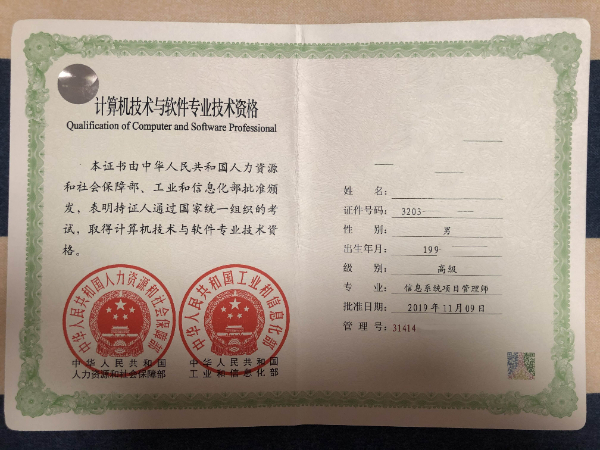 计算机技术与软件专业技术资格
Qualification of Computer and Software Professional
本证书由中华人民共和国人力资源
和社会保障部、工业和信息化部批准颁
发，表明持证人通过国家统一组织的考
试，取得计算机技术与软件专业技术资
格。
中华人民共和国人力资源和社会保障部
中华人民共和国工业和信息化部
中华人民共和国
人力资源和社会保障部
中华人民共和国
工业和信息化部
姓 名：
证件号码：3203
性 别：男
出生年月：199
级 别：高级
专 业：信息系统项目管理师
批准日期：2019年11月09日
管 理 号：31414